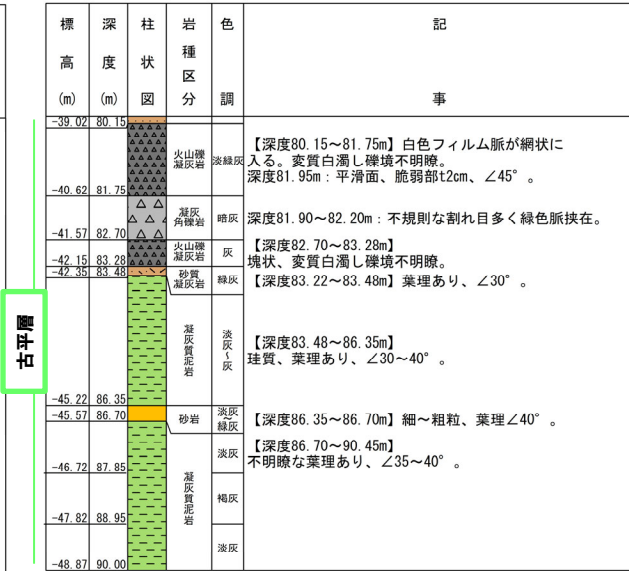 標高(m)
深度(m)
柱状図
岩種区分
色調
記事
-39.02 80.15
火山礫凝灰岩
淡緑灰
【深度80.15～81.75m】白色フィルム脈が網状に
入る。変質白濁し礫境不明瞭。
深度81.95m：平滑面、脆弱部t2cm、∠45°。
-40.62 81.75
凝灰角礫岩
暗灰
深度81.90～82.20m：不規則な割れ目多く緑色脈挟在。
-41.57 82.70
火山礫凝灰岩
灰
【深度82.70～83.28m】
塊状、変質白濁し礫境不明瞭。
-42.15 83.28
砂質凝灰岩
緑灰
【深度83.22～83.48m】葉理あり、∠30°。
-42.35 83.48
古平層
凝灰質泥岩
淡灰～灰
【深度83.48～86.35m】
珪質、葉理あり、∠30～40°。
-45.22 86.35
砂岩
淡灰～緑灰
【深度86.35～86.70m】細～粗粒、葉理∠40°。
-45.57 86.70
凝灰質泥岩
淡灰
【深度86.70～90.45m】
不明瞭な葉理あり、∠35～40°。
-46.72 87.85
褐灰
-47.82 88.95
淡灰
-48.87 90.00